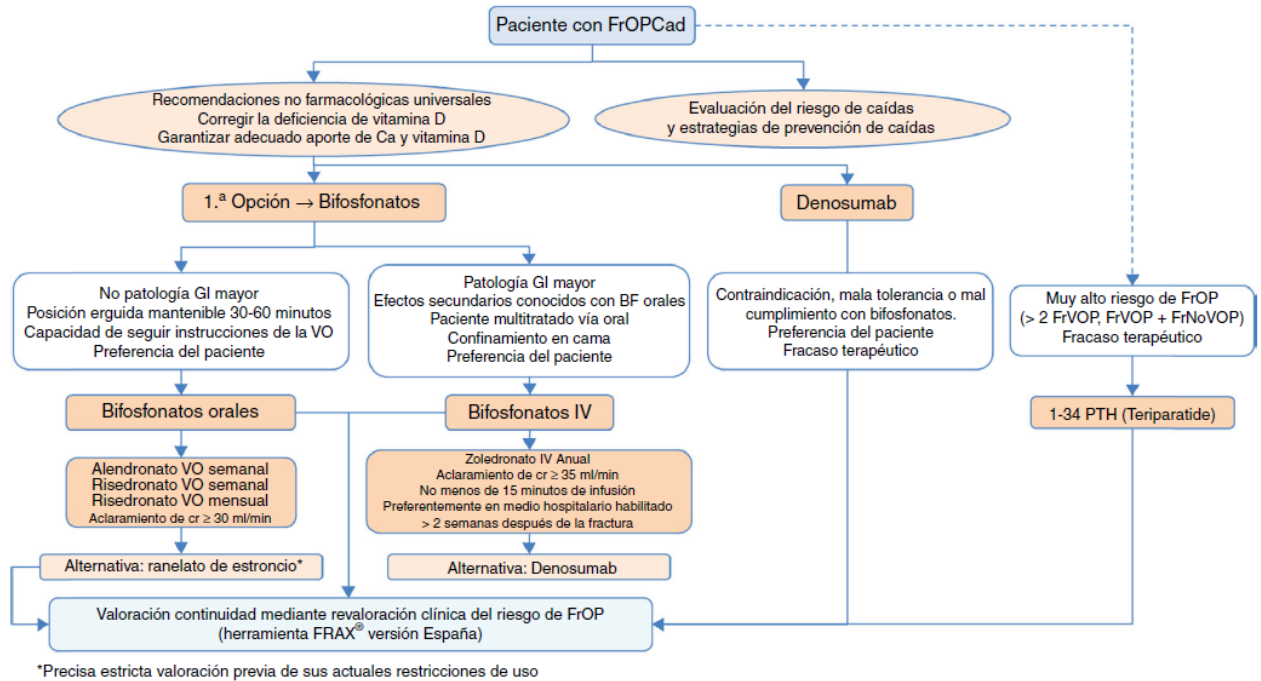 Paciente con FrOPCad
Recomendaciones no farmacológicas universales
Corregir la deficiencia de vitamina D
Garantizar adecuado aporte de Ca y vitamina D
Evaluación del riesgo de caídas
y estrategias de prevención de caídas
1.ª Opción → Bifosfonatos
Denosumab
No patología GI mayor
Posición erguida mantenible 30-60 minutos
Capacidad de seguir instrucciones de la VO
Preferencia del paciente
Patología GI mayor
Efectos secundarios conocidos con BF orales
Paciente multitratado vía oral
Confinamiento en cama
Preferencia del paciente
Contraindicación, mala tolerancia o mal
cumplimiento con bifosfonatos.
Preferencia del paciente
Fracaso terapéutico
Muy alto riesgo de FrOP
(> 2 FrVOP, FrVOP + FrNoVOP)
Fracaso terapéutico
Bifosfonatos orales
Bifosfonatos IV
1-34 PTH (Teriparatide)
Alendronato VO semanal
Risedronato VO semanal
Risedronato VO mensual
Aclaramiento de cr ≥ 30 ml/min
Zoledronato IV Anual
Aclaramiento de cr ≥ 35 ml/min
No menos de 15 minutos de infusión
Preferentemente en medio hospitalario habilitado
> 2 semanas después de la fractura
Alternativa: ranelato de estroncio*
Alternativa: Denosumab
Valoración continuidad mediante revaloración clínica del riesgo de FrOP
(herramienta FRAX® versión España)
*Precisa estricta valoración previa de sus actuales restricciones de uso